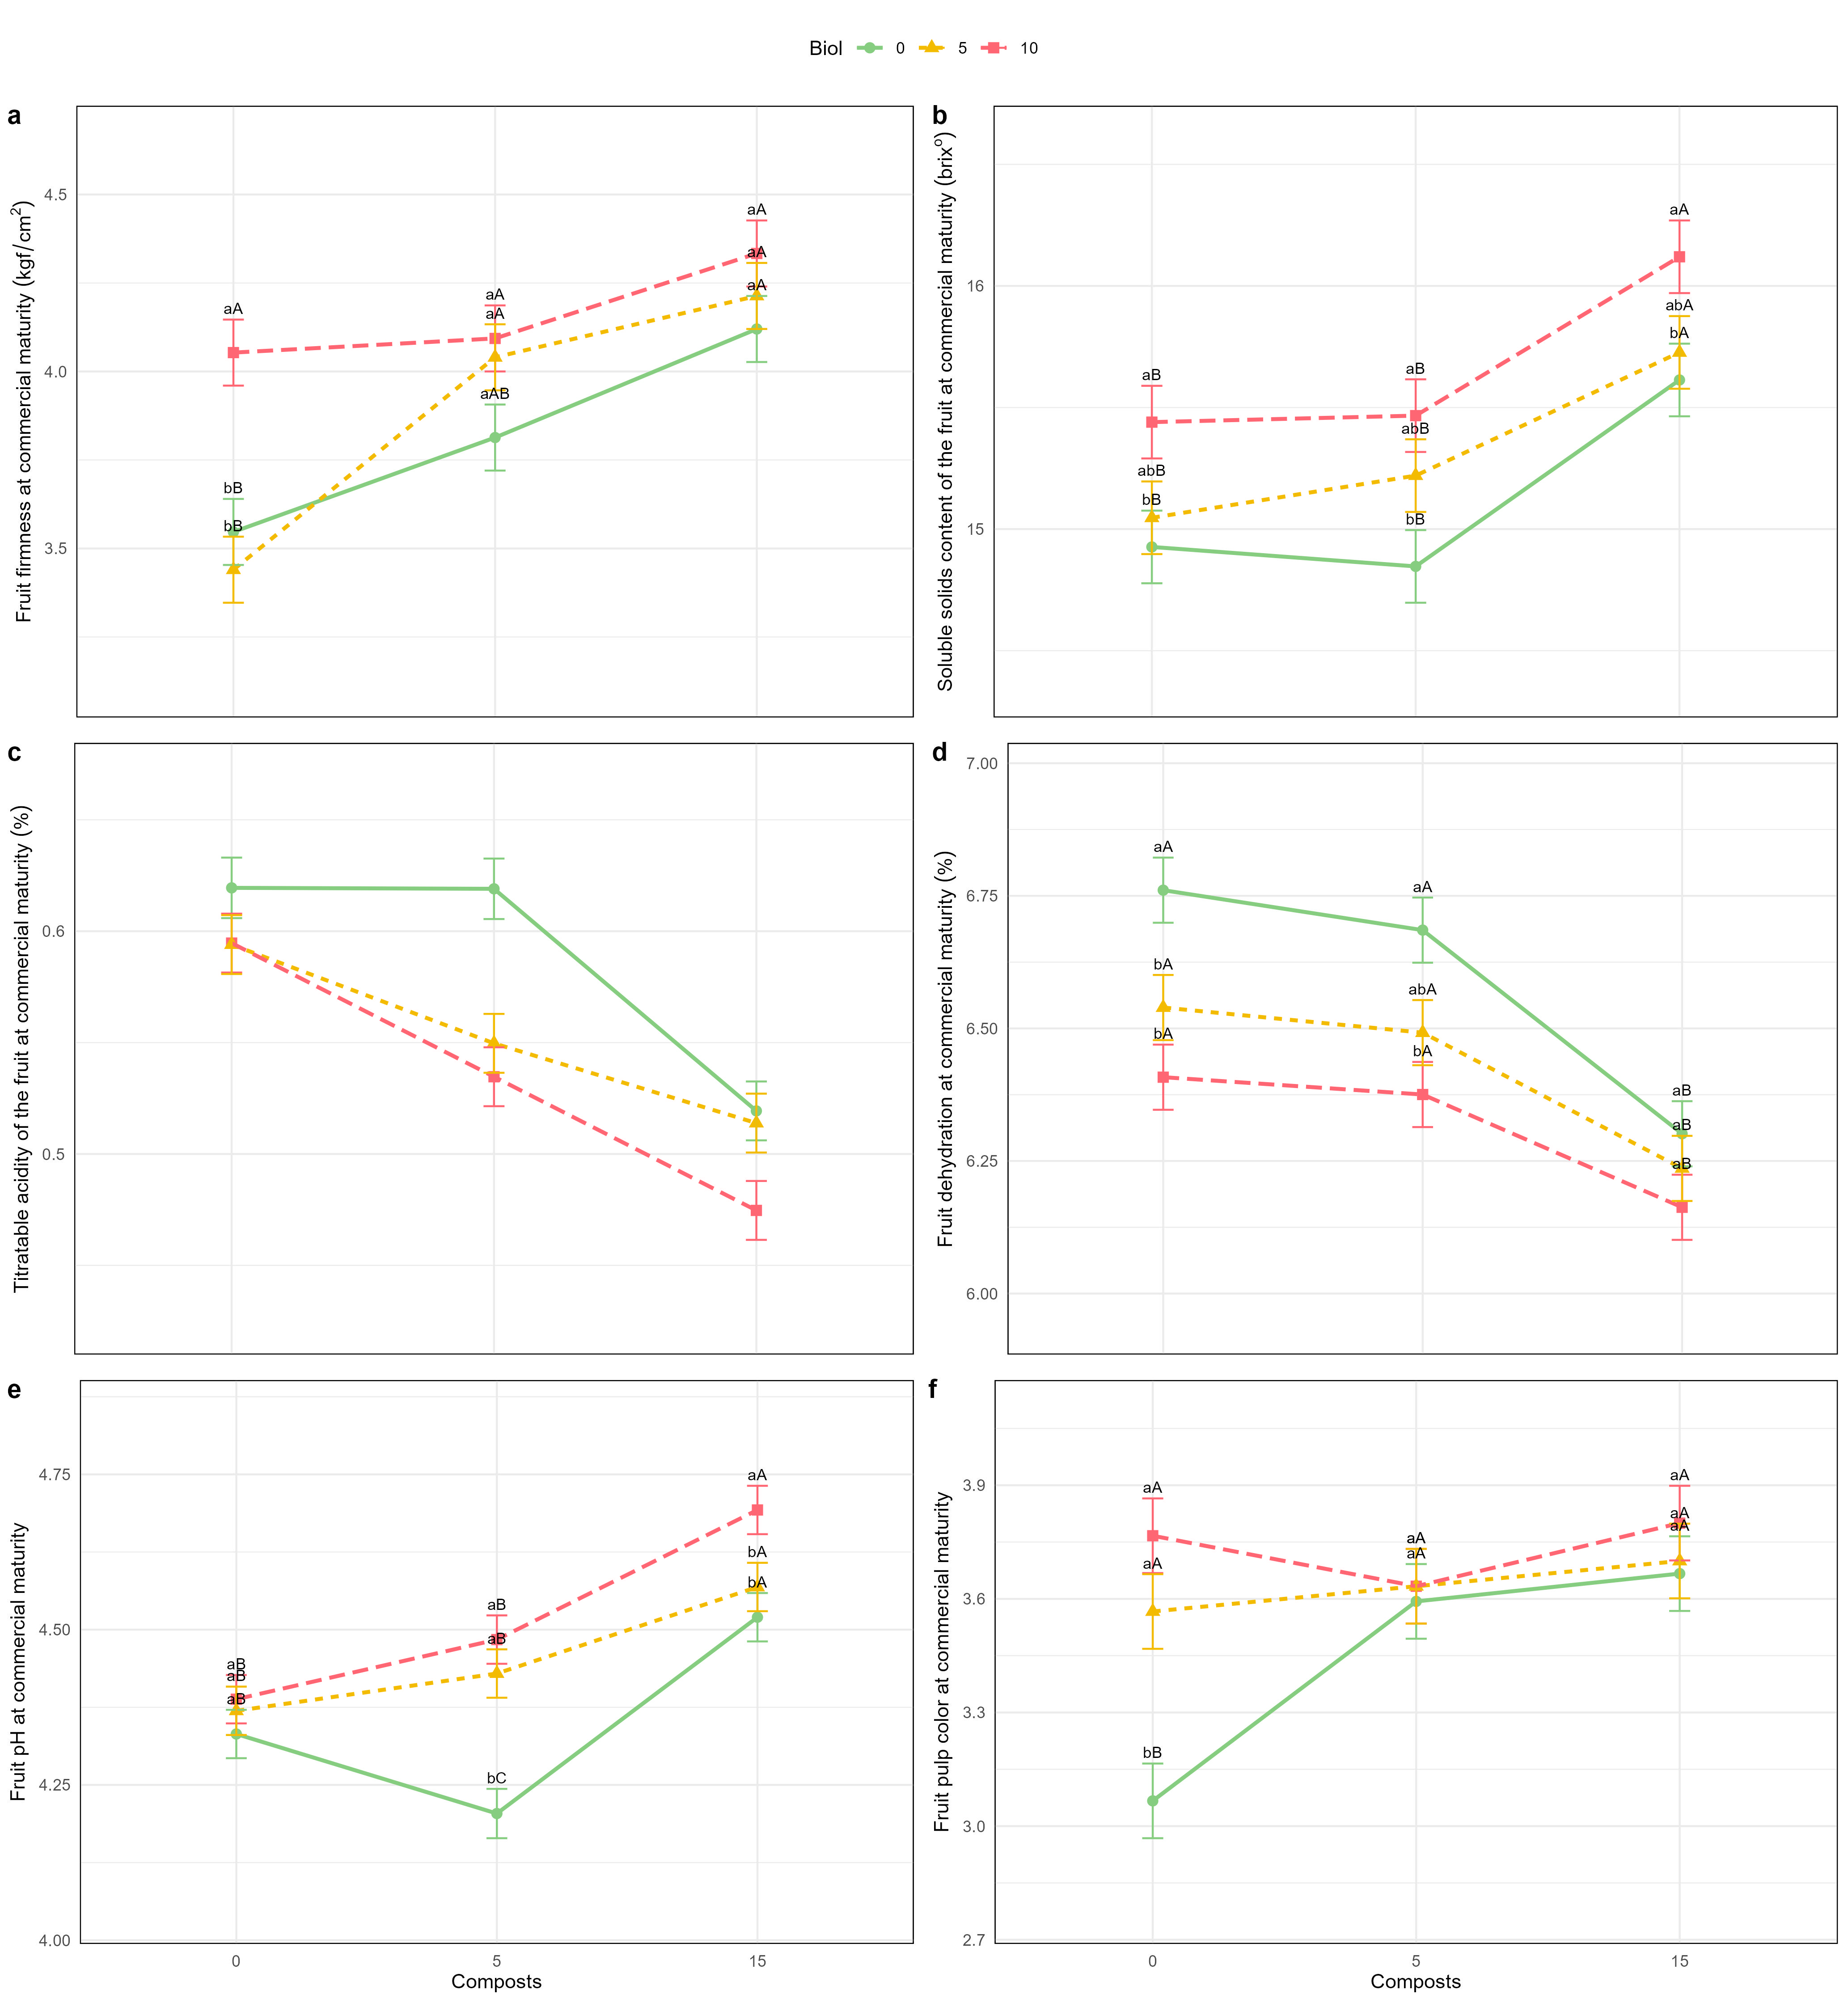 Biol 0 5 10
a
Fruit firmness at commercial maturity (kgf/cm²)
4.5
4.0
3.5
aA
bB
bB
aA
aA
aAB
aA
aA
aA
b
Soluble solids content of the fruit at commercial maturity (brixº)
16
15
aB
abB
bB
aB
abB
bB
aA
abA
bA
c
Titratable acidity of the fruit at commercial maturity (%)
0.6
0.5
d
Fruit dehydration at commercial maturity (%)
7.00
6.75
6.50
6.25
6.00
aA
bA
bA
aA
abA
bA
aB
aB
aB
e
Fruit pH at commercial maturity
4.75
4.50
4.25
4.00
aB
aB
aB
aB
aB
bC
aA
bA
bA
0 5 15
Composts
f
Fruit pulp color at commercial maturity
3.9
3.6
3.3
3.0
2.7
aA
aA
bB
aA
aA
aA
aA
aA
0 5 15
Composts